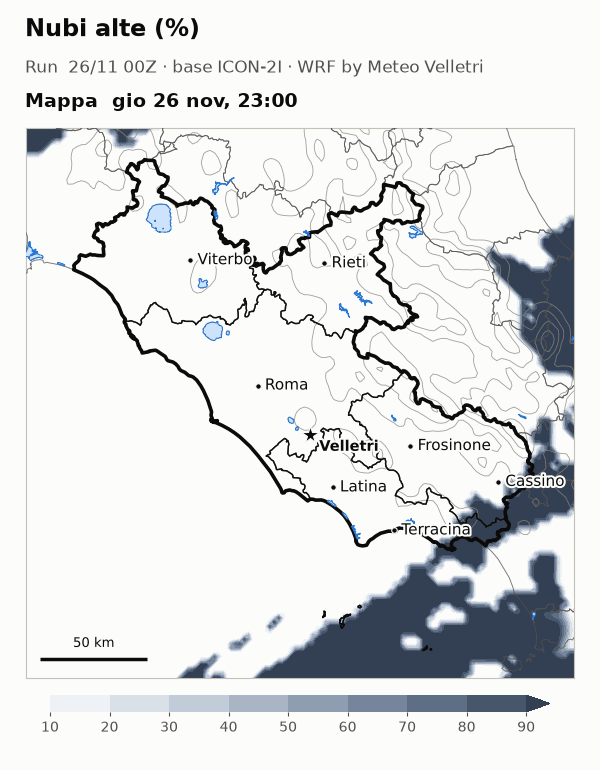 Nubi alte (%)
Run 26/11 00Z · base ICON-2I · WRF by Meteo Velletri
Mappa gio 26 nov, 23:00
Viterbo
Rieti
Roma
Velletri
Frosinone
Latina
Cassino
Terracina
50 km
10 20 30 40 50 60 70 80 90